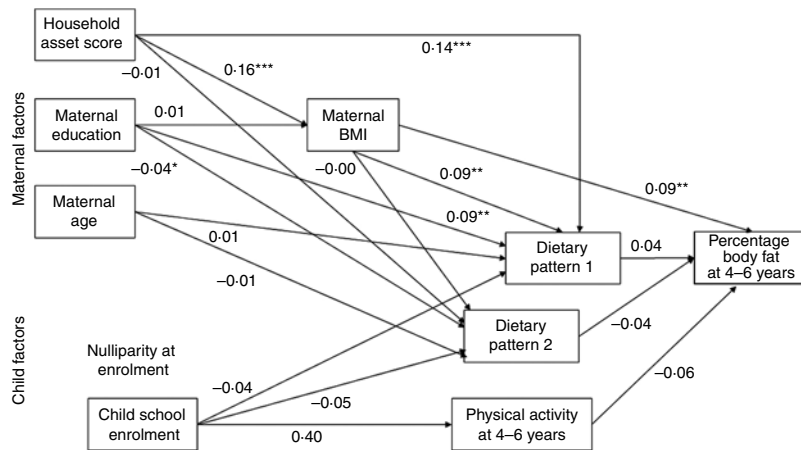 Household
asset score
0·14***
−0·01
0·16***
Maternal factors
Maternal
education
0·01
Maternal
BMI
−0·04*
−0·00
0·09**
0·09**
Maternal
age
0·09**
0·01
Dietary
pattern 1
0·04
Percentage
body fat
at 4–6 years
−0·01
Dietary
pattern 2
−0·04
Child factors
Nulliparity at
enrolment
−0·04
−0·05
−0·06
Child school
enrolment
0·40
Physical activity
at 4–6 years